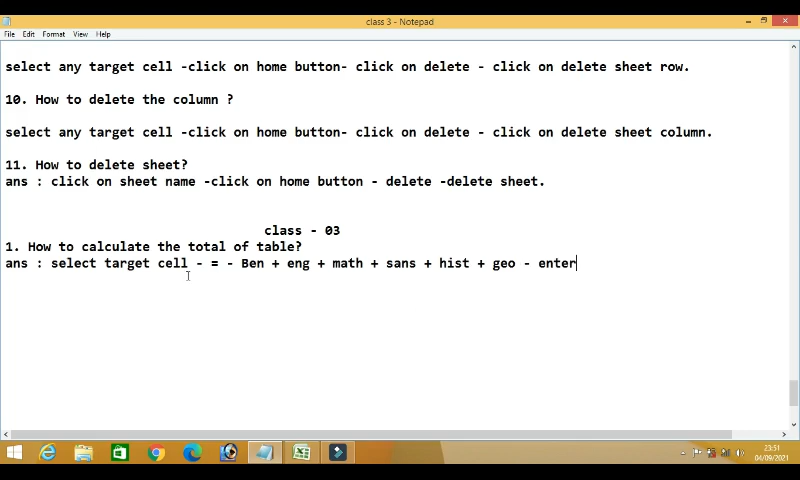 class 3 - Notepad
File Edit Format View Help
select any target cell -click on home button- click on delete - click on delete sheet row.
10. How to delete the column ?
select any target cell -click on home button- click on delete - click on delete sheet column.
11. How to delete sheet?
ans : click on sheet name -click on home button - delete -delete sheet.
class - 03
1. How to calculate the total of table?
ans : select target cell - = - Ben + eng + math + sans + hist + geo - enter
23:51
04/09/2021